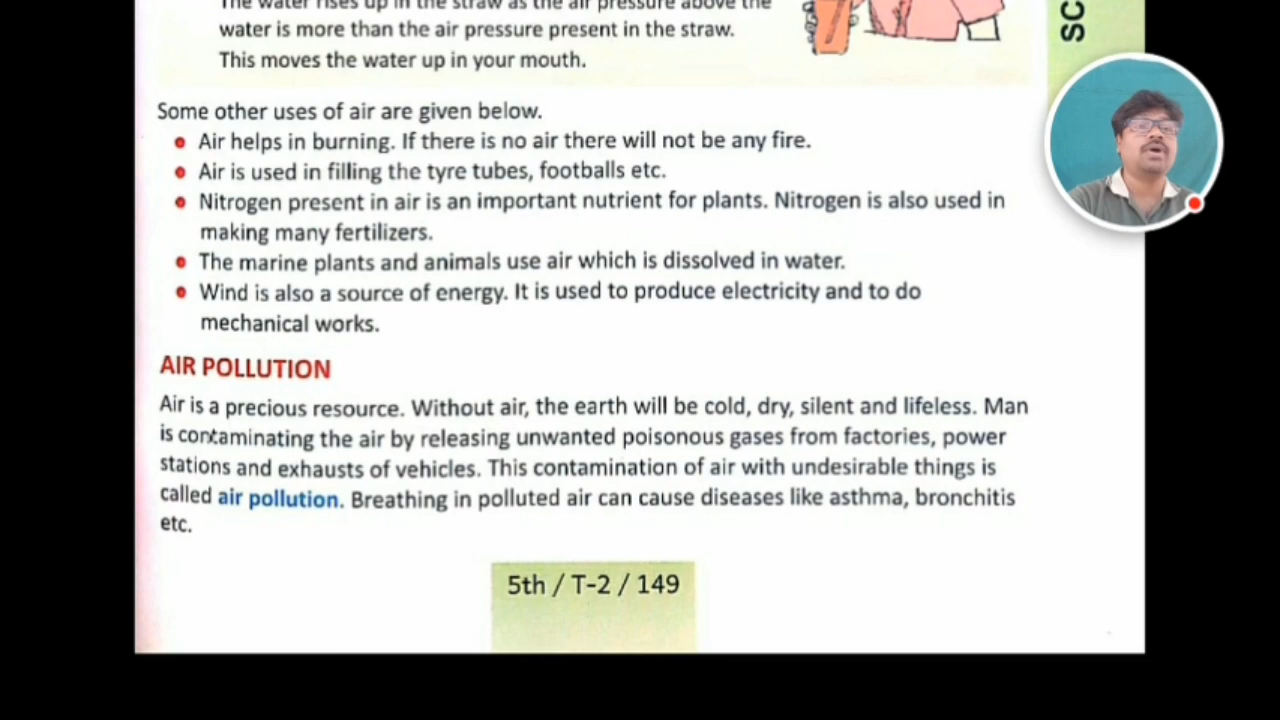 The water rises up in the straw as the air pressure above the
water is more than the air pressure present in the straw.
This moves the water up in your mouth.
SC
Some other uses of air are given below.
• Air helps in burning. If there is no air there will not be any fire.
• Air is used in filling the tyre tubes, footballs etc.
• Nitrogen present in air is an important nutrient for plants. Nitrogen is also used in
making many fertilizers.
• The marine plants and animals use air which is dissolved in water.
• Wind is also a source of energy. It is used to produce electricity and to do
mechanical works.
AIR POLLUTION
Air is a precious resource. Without air, the earth will be cold, dry, silent and lifeless. Man
is contaminating the air by releasing unwanted poisonous gases from factories, power
stations and exhausts of vehicles. This contamination of air with undesirable things is
called air pollution. Breathing in polluted air can cause diseases like asthma, bronchitis
etc.
5th / T-2 / 149